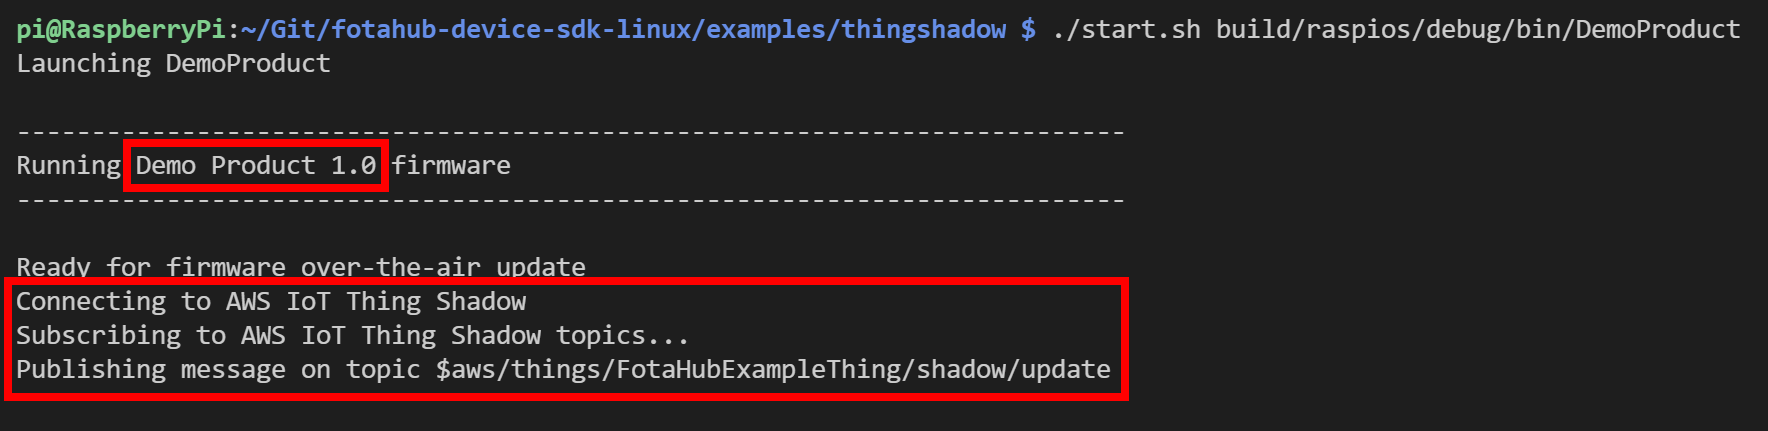 pi@RaspberryPi:~/Git/fotahub-device-sdk-linux/examples/thingshadow $ ./start.sh build/raspios/debug/bin/DemoProduct
Launching DemoProduct
--------------------------------------------------------------------------
Running Demo Product 1.0 firmware
--------------------------------------------------------------------------
Ready for firmware over-the-air update
Connecting to AWS IoT Thing Shadow
Subscribing to AWS IoT Thing Shadow topics...
Publishing message on topic $aws/things/FotaHubExampleThing/shadow/update